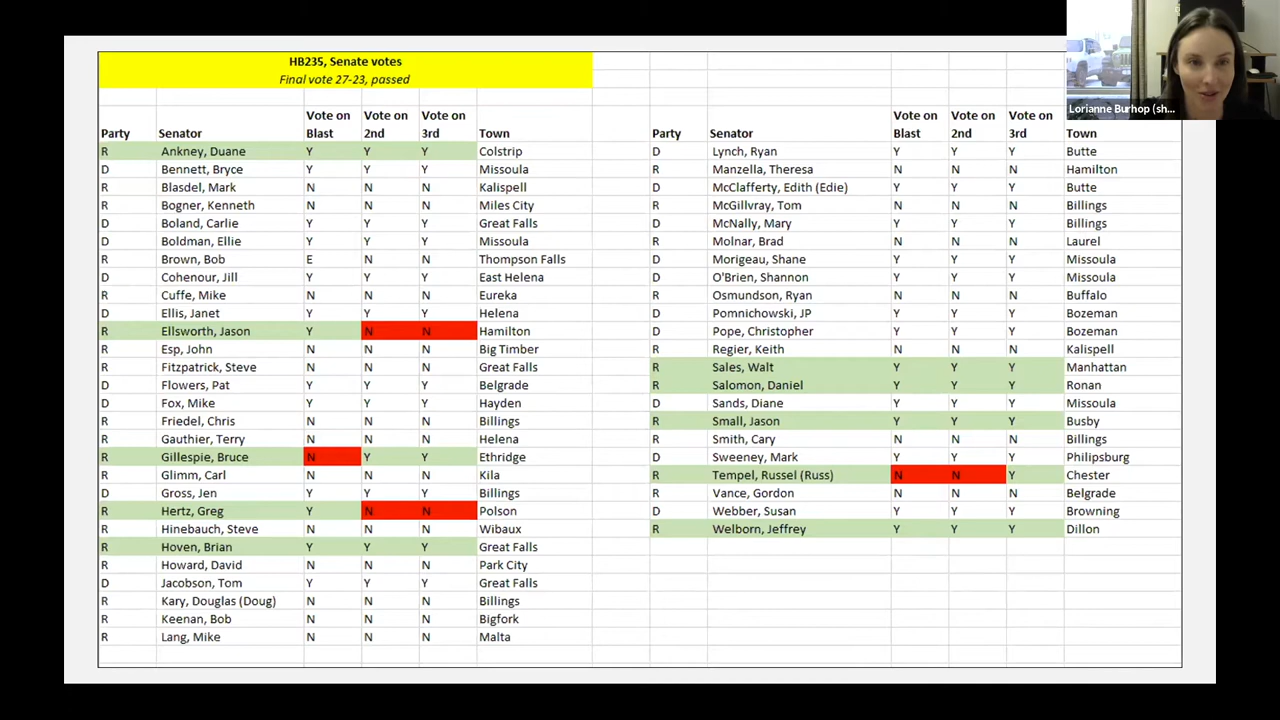 HB235, Senate votes
Final vote 27-23, passed
Lorianne Burhop (sh...
Party Senator Vote on Blast Vote on 2nd Vote on 3rd Town
R Ankney, Duane Y Y Y Colstrip
D Bennett, Bryce Y Y Y Missoula
R Blasdel, Mark N N N Kalispell
R Bogner, Kenneth N N N Miles City
D Boland, Carlie Y Y Y Great Falls
D Boldman, Ellie Y Y Y Missoula
R Brown, Bob E N N Thompson Falls
D Cohenour, Jill Y Y Y East Helena
R Cuffe, Mike N N N Eureka
D Ellis, Janet Y Y Y Helena
R Ellsworth, Jason Y N N Hamilton
R Esp, John N N N Big Timber
R Fitzpatrick, Steve N N N Great Falls
D Flowers, Pat Y Y Y Belgrade
D Fox, Mike Y Y Y Hayden
R Friedel, Chris N N N Billings
R Gauthier, Terry N N N Helena
R Gillespie, Bruce N Y Y Ethridge
R Glimm, Carl N N N Kila
D Gross, Jen Y Y Y Billings
R Hertz, Greg Y N N Polson
R Hinebauch, Steve N N N Wibaux
R Hoven, Brian Y Y Y Great Falls
R Howard, David N N N Park City
D Jacobson, Tom Y Y Y Great Falls
R Kary, Douglas (Doug) N N N Billings
R Keenan, Bob N N N Bigfork
R Lang, Mike N N N Malta
Party Senator Vote on Blast Vote on 2nd Vote on 3rd Town
D Lynch, Ryan Y Y Y Butte
R Manzella, Theresa N N N Hamilton
D McClafferty, Edith (Edie) Y Y Y Butte
R McGillvray, Tom N N N Billings
D McNally, Mary Y Y Y Billings
R Molnar, Brad N N N Laurel
D Morigeau, Shane Y Y Y Missoula
D O'Brien, Shannon Y Y Y Missoula
R Osmundson, Ryan N N N Buffalo
D Pomnichowski, JP Y Y Y Bozeman
D Pope, Christopher Y Y Y Bozeman
R Regier, Keith N N N Kalispell
R Sales, Walt Y Y Y Manhattan
R Salomon, Daniel Y Y Y Ronan
D Sands, Diane Y Y Y Missoula
R Small, Jason Y Y Y Busby
R Smith, Cary N N N Billings
D Sweeney, Mark Y Y Y Philipsburg
R Tempel, Russel (Russ) N N Y Chester
R Vance, Gordon N N N Belgrade
D Webber, Susan Y Y Y Browning
R Welborn, Jeffrey Y Y Y Dillon